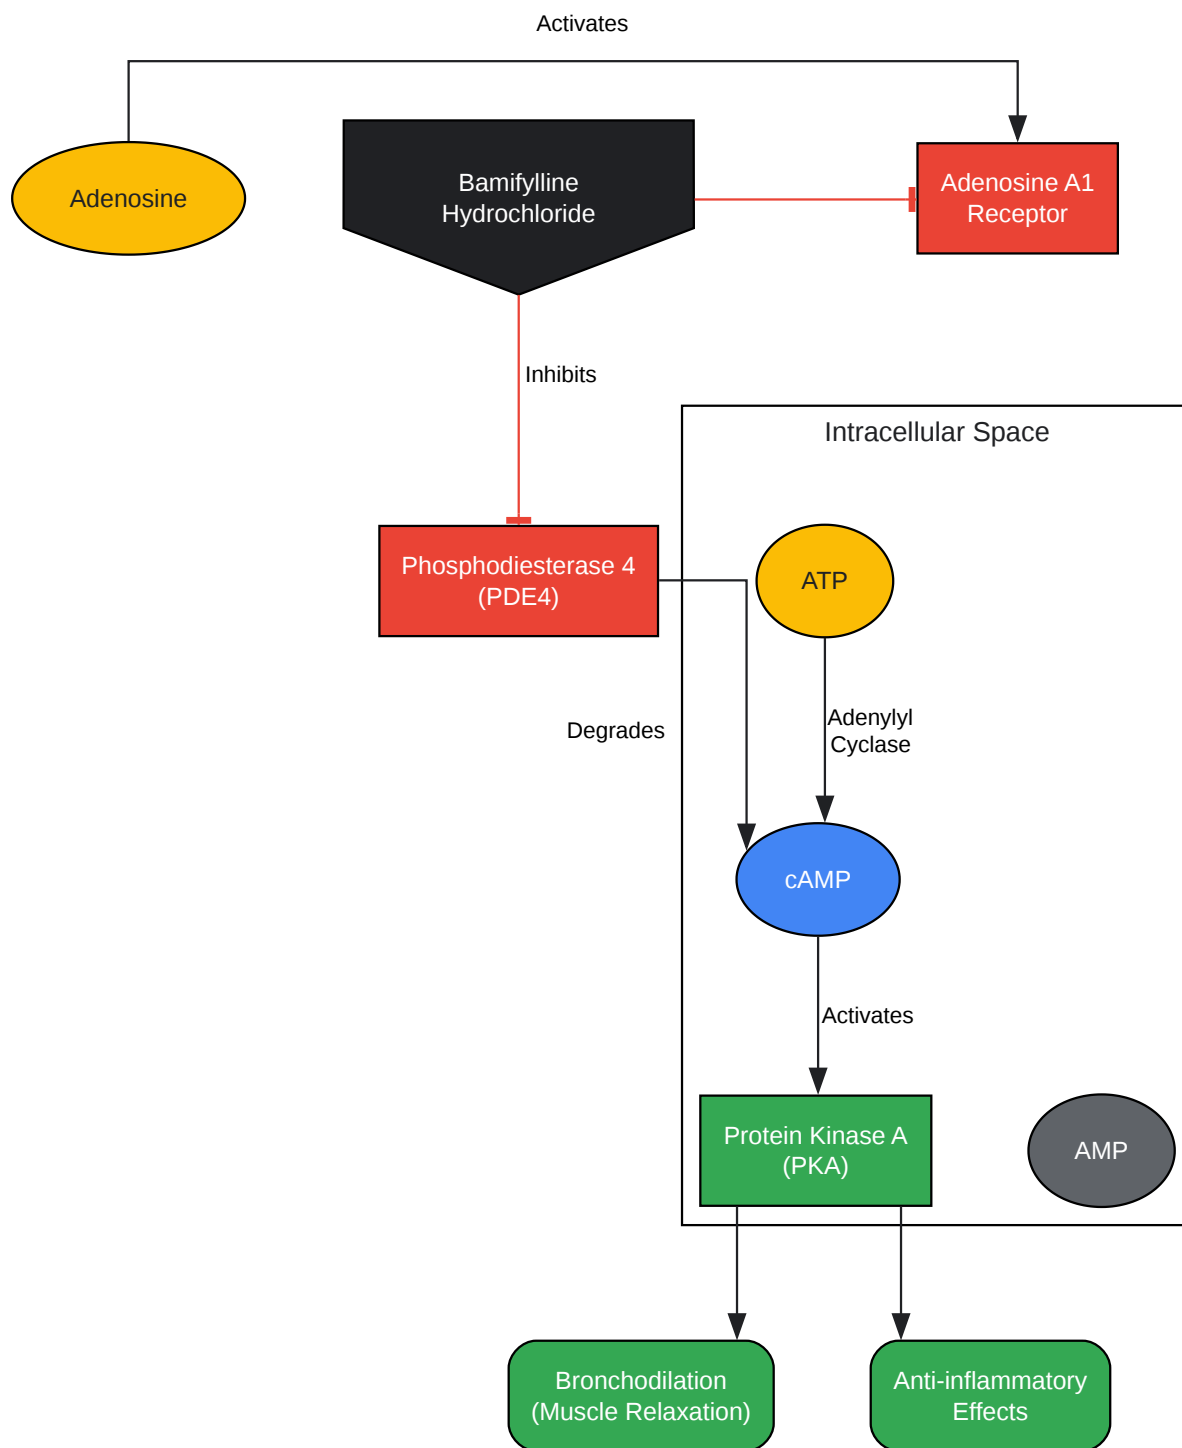 Activates
Adenosine
Bamifylline
Hydrochloride
Adenosine A1
Receptor
Inhibits
Intracellular Space
Phosphodiesterase 4
(PDE4)
ATP
Degrades
Adenylyl
Cyclase
cAMP
Activates
Protein Kinase A
(PKA)
AMP
Bronchodilation
(Muscle Relaxation)
Anti-inflammatory
Effects